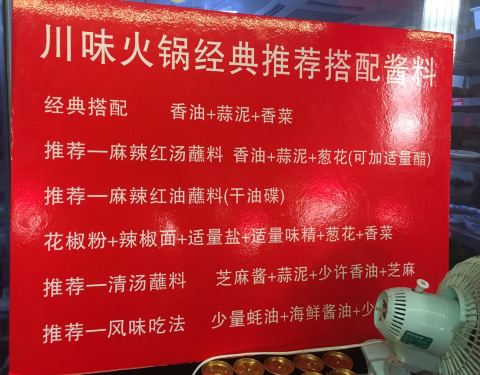 川味火锅经典推荐搭配酱料
经典搭配 香油+蒜泥+香菜
推荐一麻辣红汤蘸料 香油+蒜泥+葱花(可加适量醋)
推荐一麻辣红油蘸料(干油碟)
花椒粉+辣椒面+适量盐+适量味精+葱花+香菜
推荐一清汤蘸料 芝麻酱+蒜泥+少许香油+芝麻
推荐一风味吃法 少量蚝油+海鲜酱油+少